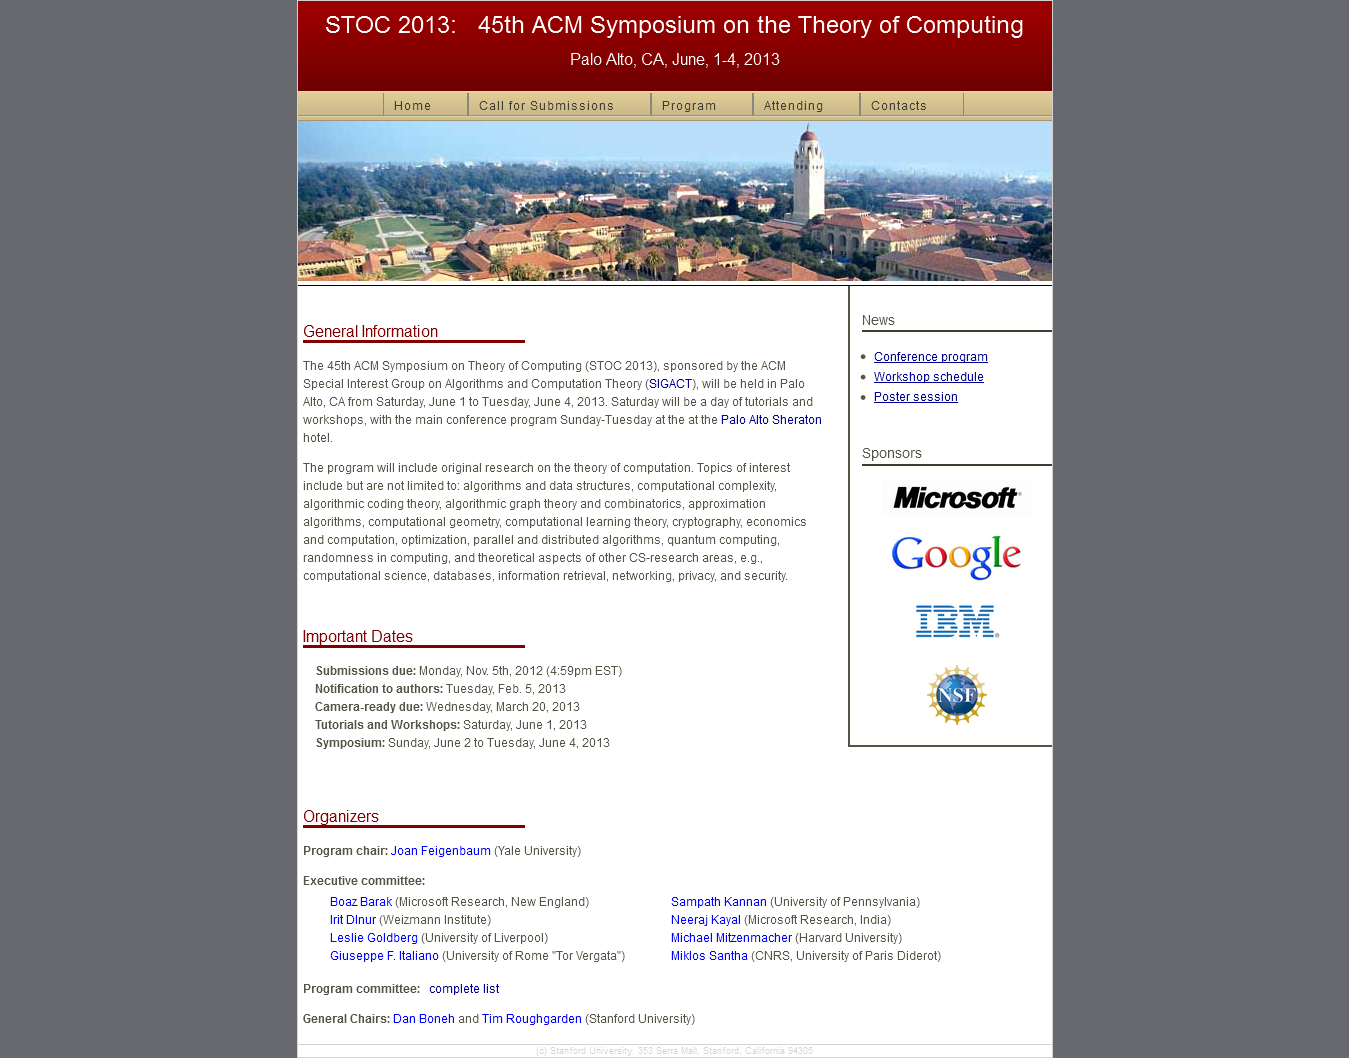 STOC 2013: 45th ACM Symposium on the Theory of Computing
Palo Alto, CA, June, 1-4, 2013
Home Call for Submissions Program Attending Contacts
General Information
The 45th ACM Symposium on Theory of Computing (STOC 2013), sponsored by the ACM
Special Interest Group on Algorithms and Computation Theory (SIGACT), will be held in Palo
Alto, CA from Saturday, June 1 to Tuesday, June 4, 2013. Saturday will be a day of tutorials and
workshops, with the main conference program Sunday-Tuesday at the at the Palo Alto Sheraton
hotel.
The program will include original research on the theory of computation. Topics of interest
include but are not limited to: algorithms and data structures, computational complexity,
algorithmic coding theory, algorithmic graph theory and combinatorics, approximation
algorithms, computational geometry, computational learning theory, cryptography, economics
and computation, optimization, parallel and distributed algorithms, quantum computing,
randomness in computing, and theoretical aspects of other CS-research areas, e.g.,
computational science, databases, information retrieval, networking, privacy, and security.
Important Dates
Submissions due: Monday, Nov. 5th, 2012 (4:59pm EST)
Notification to authors: Tuesday, Feb. 5, 2013
Camera-ready due: Wednesday, March 20, 2013
Tutorials and Workshops: Saturday, June 1, 2013
Symposium: Sunday, June 2 to Tuesday, June 4, 2013
News
Conference program
Workshop schedule
Poster session
Sponsors
Microsoft
Google
IBM
NSF
Organizers
Program chair: Joan Feigenbaum (Yale University)
Executive committee:
Boaz Barak (Microsoft Research, New England)
Irit DInur (Weizmann Institute)
Leslie Goldberg (University of Liverpool)
Giuseppe F. Italiano (University of Rome "Tor Vergata")
Sampath Kannan (University of Pennsylvania)
Neeraj Kayal (Microsoft Research, India)
Michael Mitzenmacher (Harvard University)
Miklos Santha (CNRS, University of Paris Diderot)
Program committee: complete list
General Chairs: Dan Boneh and Tim Roughgarden (Stanford University)
(c) Stanford University, 353 Serra Mall, Stanford, California 94305